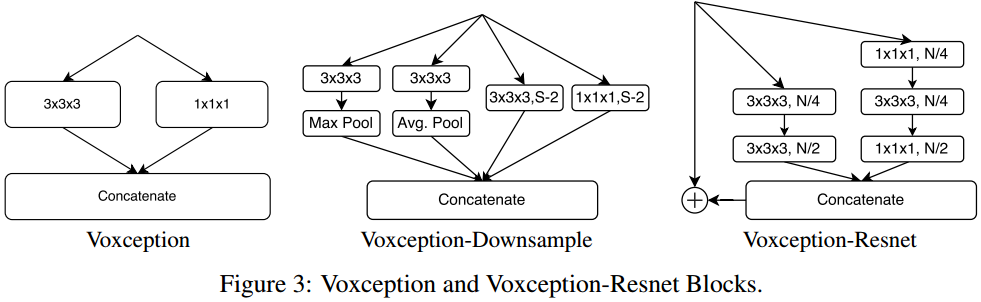 3x3x3
1x1x1
Concatenate
Voxception
3x3x3
3x3x3
Max Pool
Avg. Pool
3x3x3,S-2
1x1x1,S-2
Concatenate
Voxception-Downsample
1x1x1, N/4
3x3x3, N/4
3x3x3, N/4
3x3x3, N/2
1x1x1, N/2
+
Concatenate
Voxception-Resnet
Figure 3: Voxception and Voxception-Resnet Blocks.